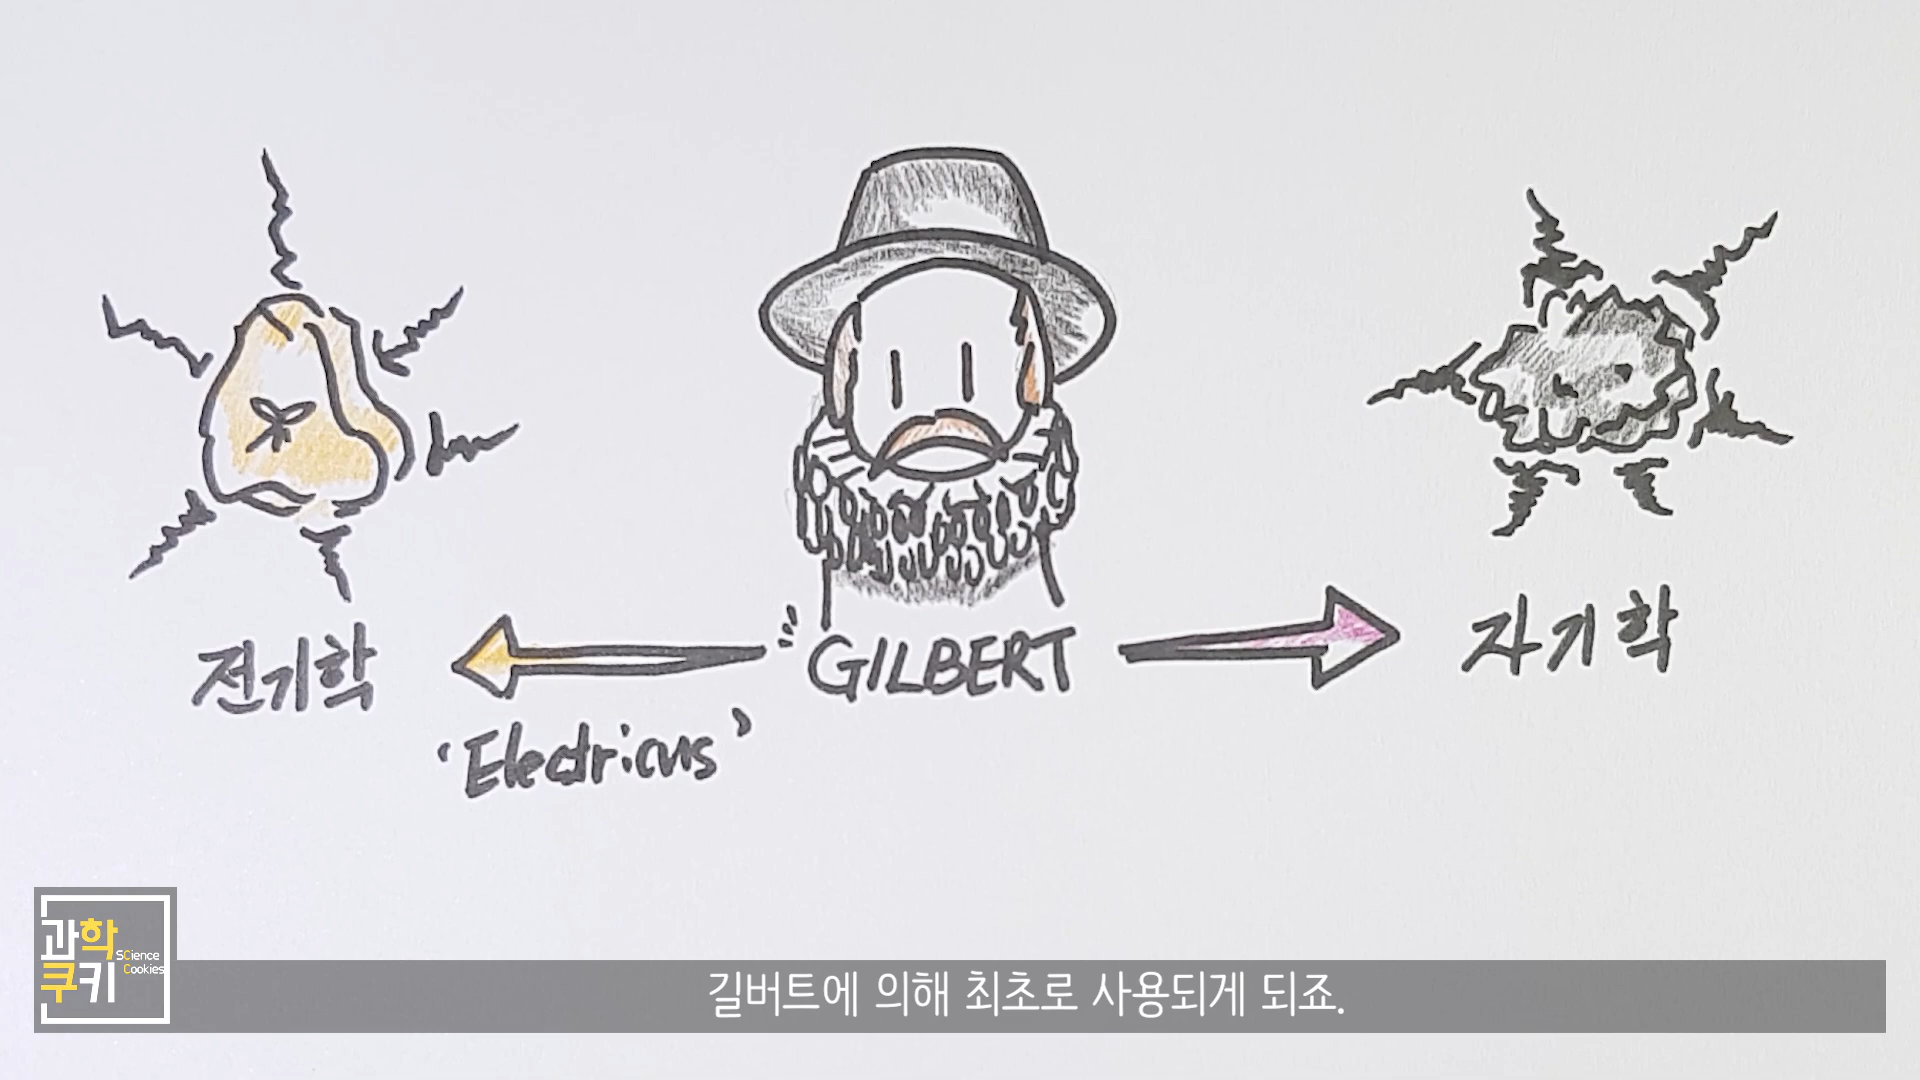 전기학
GILBERT
자기학
'Electricus'
과학
쿠키
SCience
Cookies
길버트에 의해 최초로 사용되게 되죠.